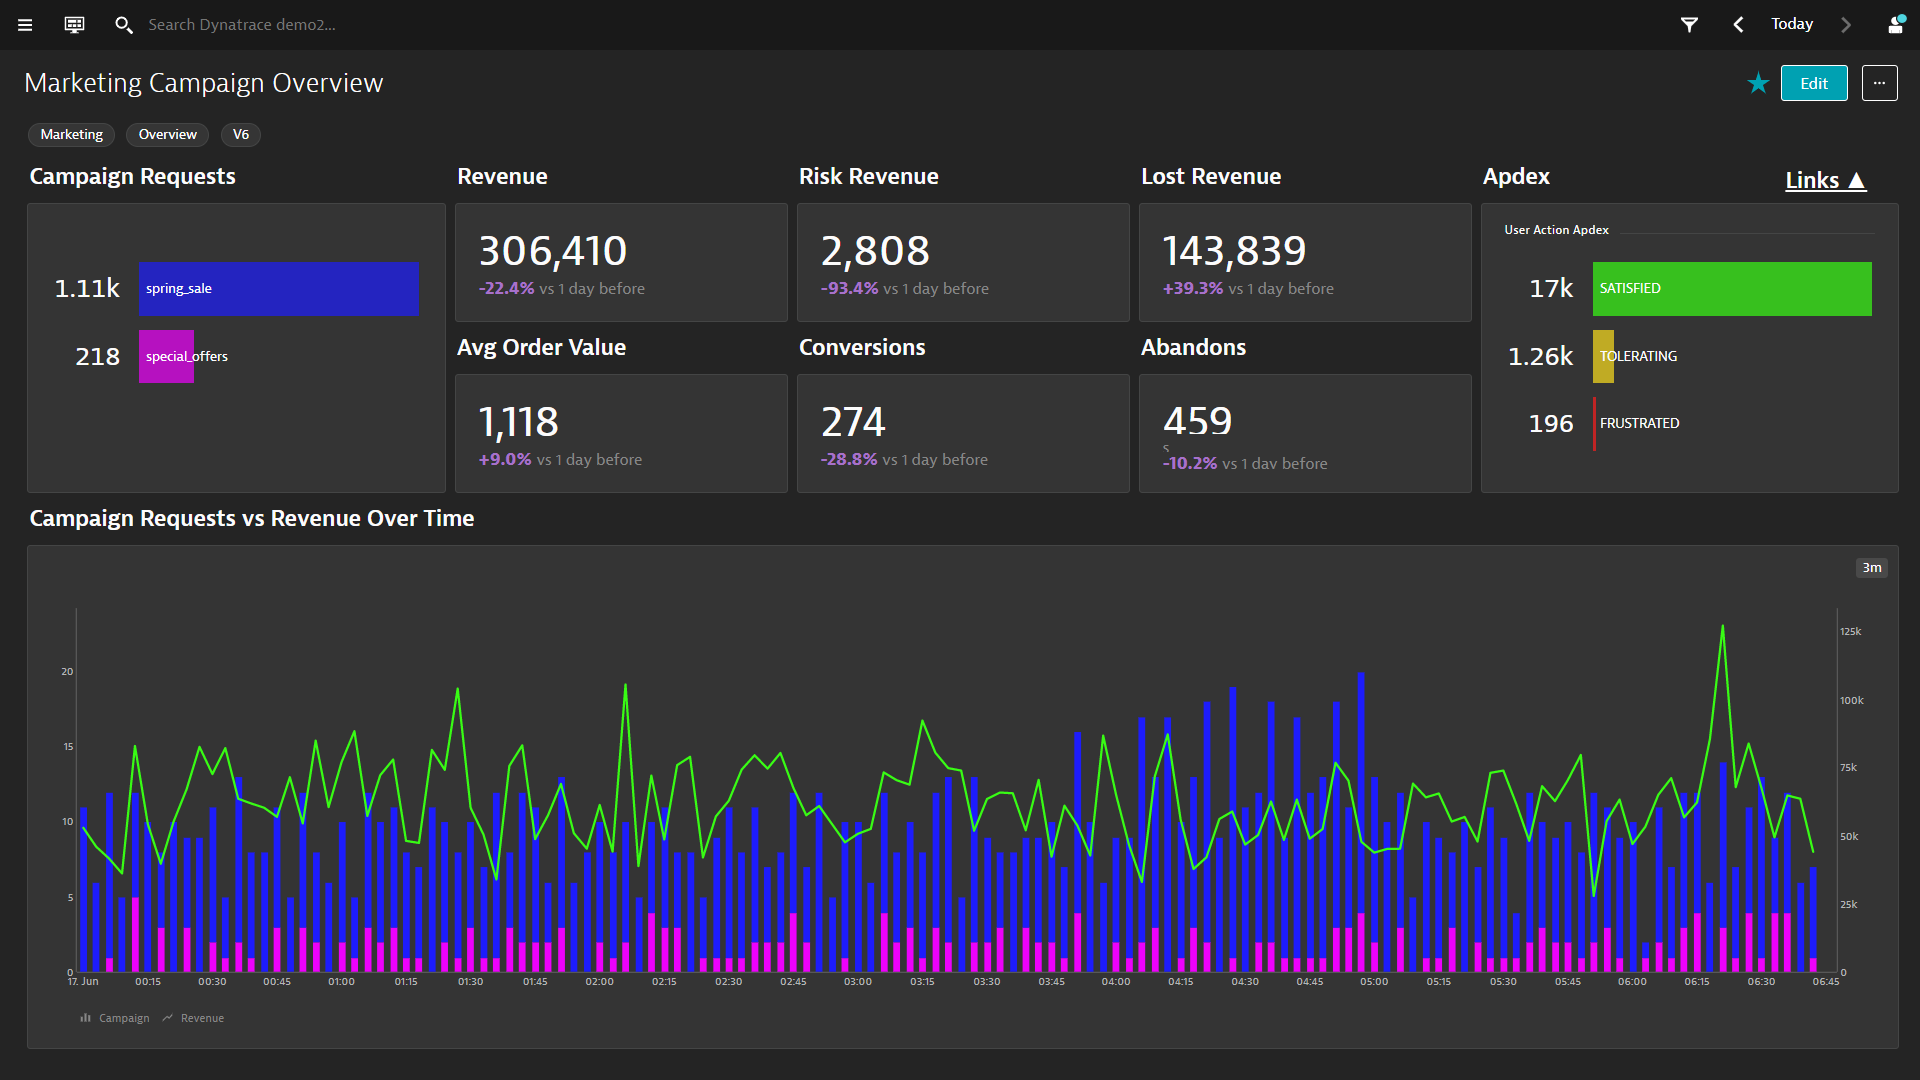 Search Dynatrace demo2...
Today
Marketing Campaign Overview
Edit
...
Marketing
Overview
V6
Campaign Requests
Revenue
Risk Revenue
Lost Revenue
Apdex
Links ▲
1.11k
spring_sale
218
special_offers
306,410
-22.4% vs 1 day before
2,808
-93.4% vs 1 day before
143,839
+39.3% vs 1 day before
Avg Order Value
Conversions
Abandons
1,118
+9.0% vs 1 day before
274
-28.8% vs 1 day before
459
s
-10.2% vs 1 day before
User Action Apdex
17k
SATISFIED
1.26k
TOLERATING
196
FRUSTRATED
Campaign Requests vs Revenue Over Time
3m
20
15
10
5
0
125k
100k
75k
50k
25k
0
17. Jun
00:15
00:30
00:45
01:00
01:15
01:30
01:45
02:00
02:15
02:30
02:45
03:00
03:15
03:30
03:45
04:00
04:15
04:30
04:45
05:00
05:15
05:30
05:45
06:00
06:15
06:30
06:45
Campaign
Revenue